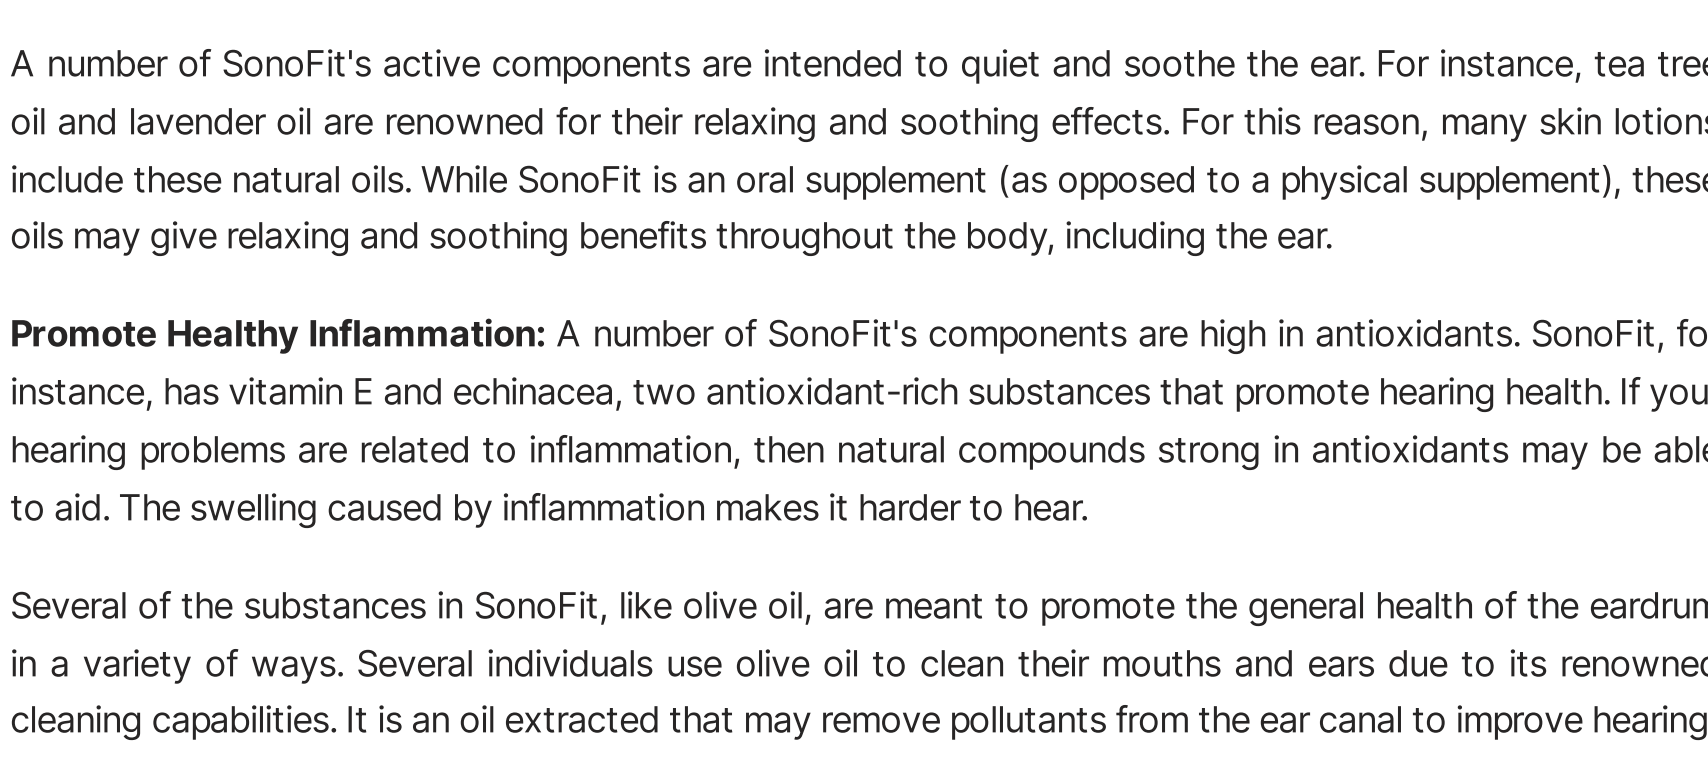 A number of SonoFit's active components are intended to quiet and soothe the ear. For instance, tea tree
oil and lavender oil are renowned for their relaxing and soothing effects. For this reason, many skin lotions
include these natural oils. While SonoFit is an oral supplement (as opposed to a physical supplement), these
oils may give relaxing and soothing benefits throughout the body, including the ear.
Promote Healthy Inflammation: A number of SonoFit's components are high in antioxidants. SonoFit, fo
instance, has vitamin E and echinacea, two antioxidant-rich substances that promote hearing health. If you
hearing problems are related to inflammation, then natural compounds strong in antioxidants may be able
to aid. The swelling caused by inflammation makes it harder to hear.
Several of the substances in SonoFit, like olive oil, are meant to promote the general health of the eardrum
in a variety of ways. Several individuals use olive oil to clean their mouths and ears due to its renowned
cleaning capabilities. It is an oil extracted that may remove pollutants from the ear canal to improve hearing